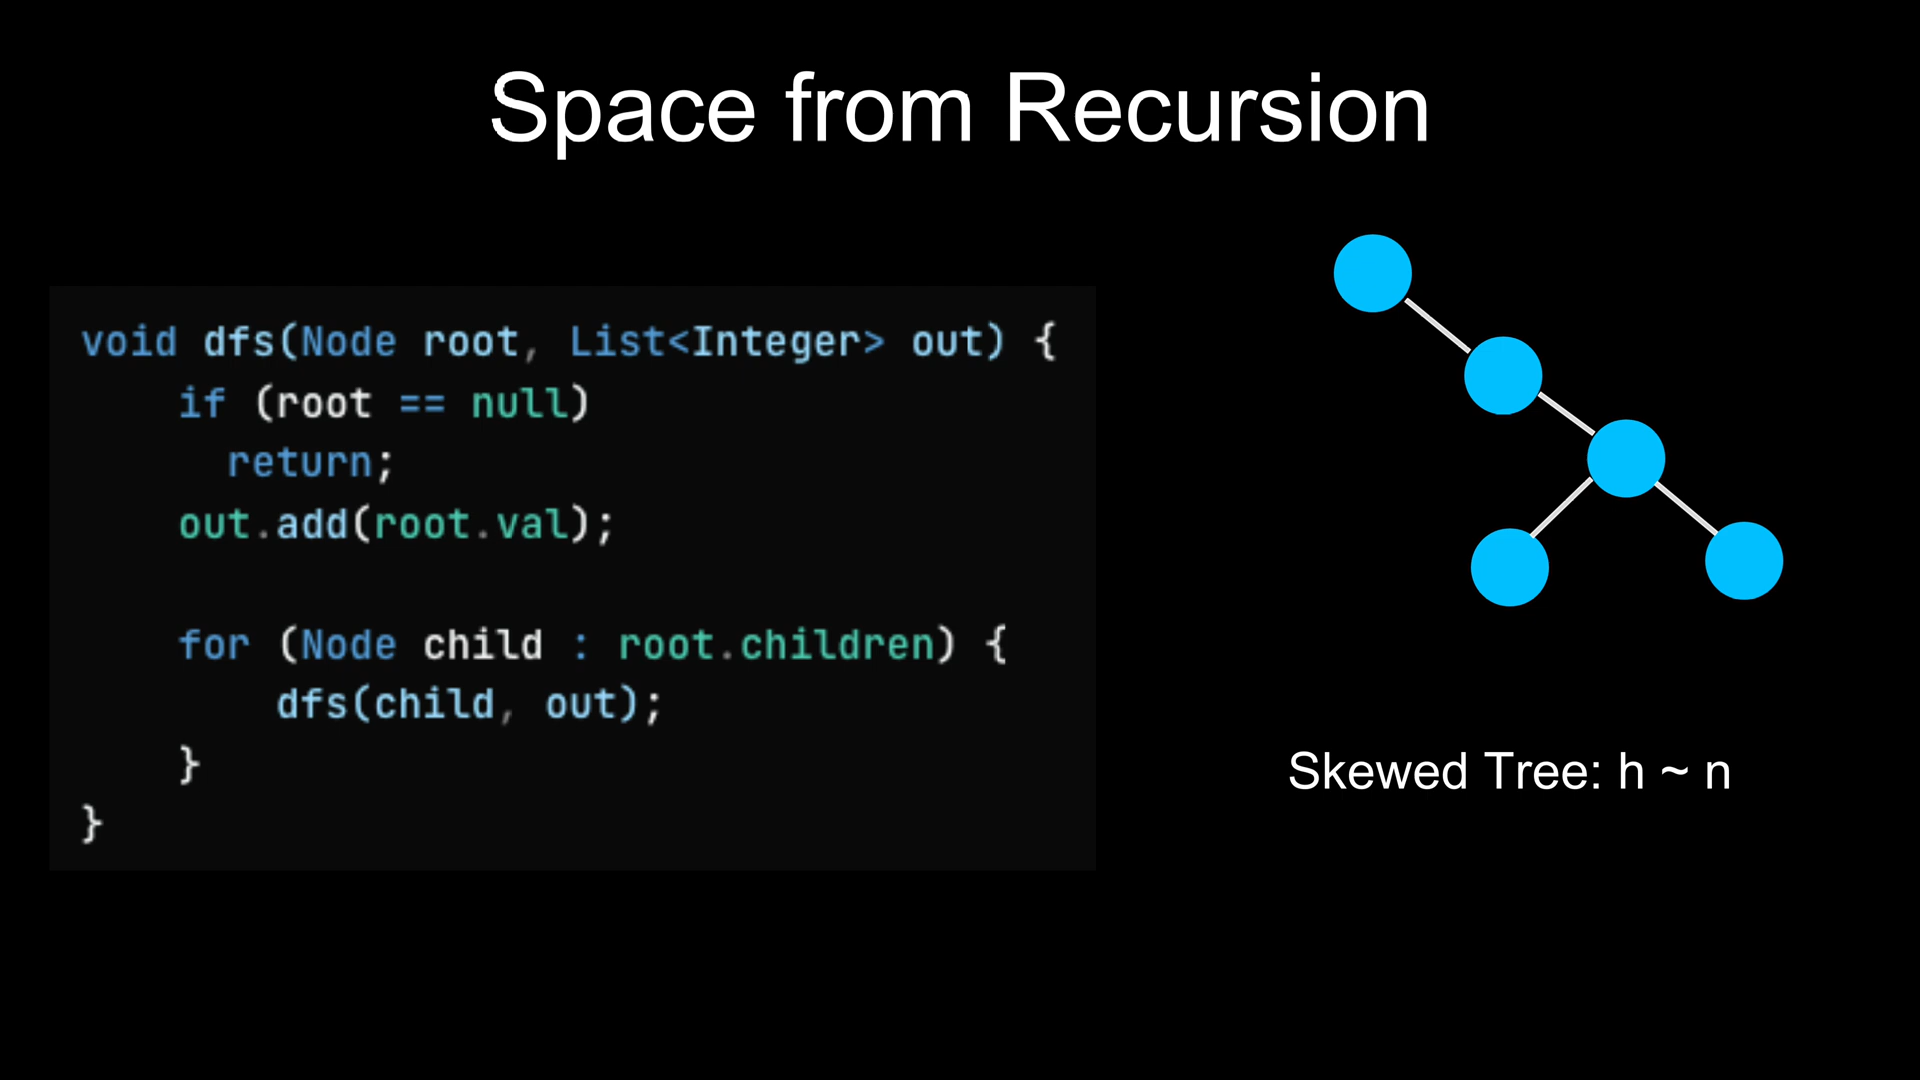 Space from Recursion
void dfs(Node root, List<Integer> out) {
    if (root == null)
      return;
    out.add(root.val);
    for (Node child : root.children) {
        dfs(child, out);
    }
}
Skewed Tree: h ~ n